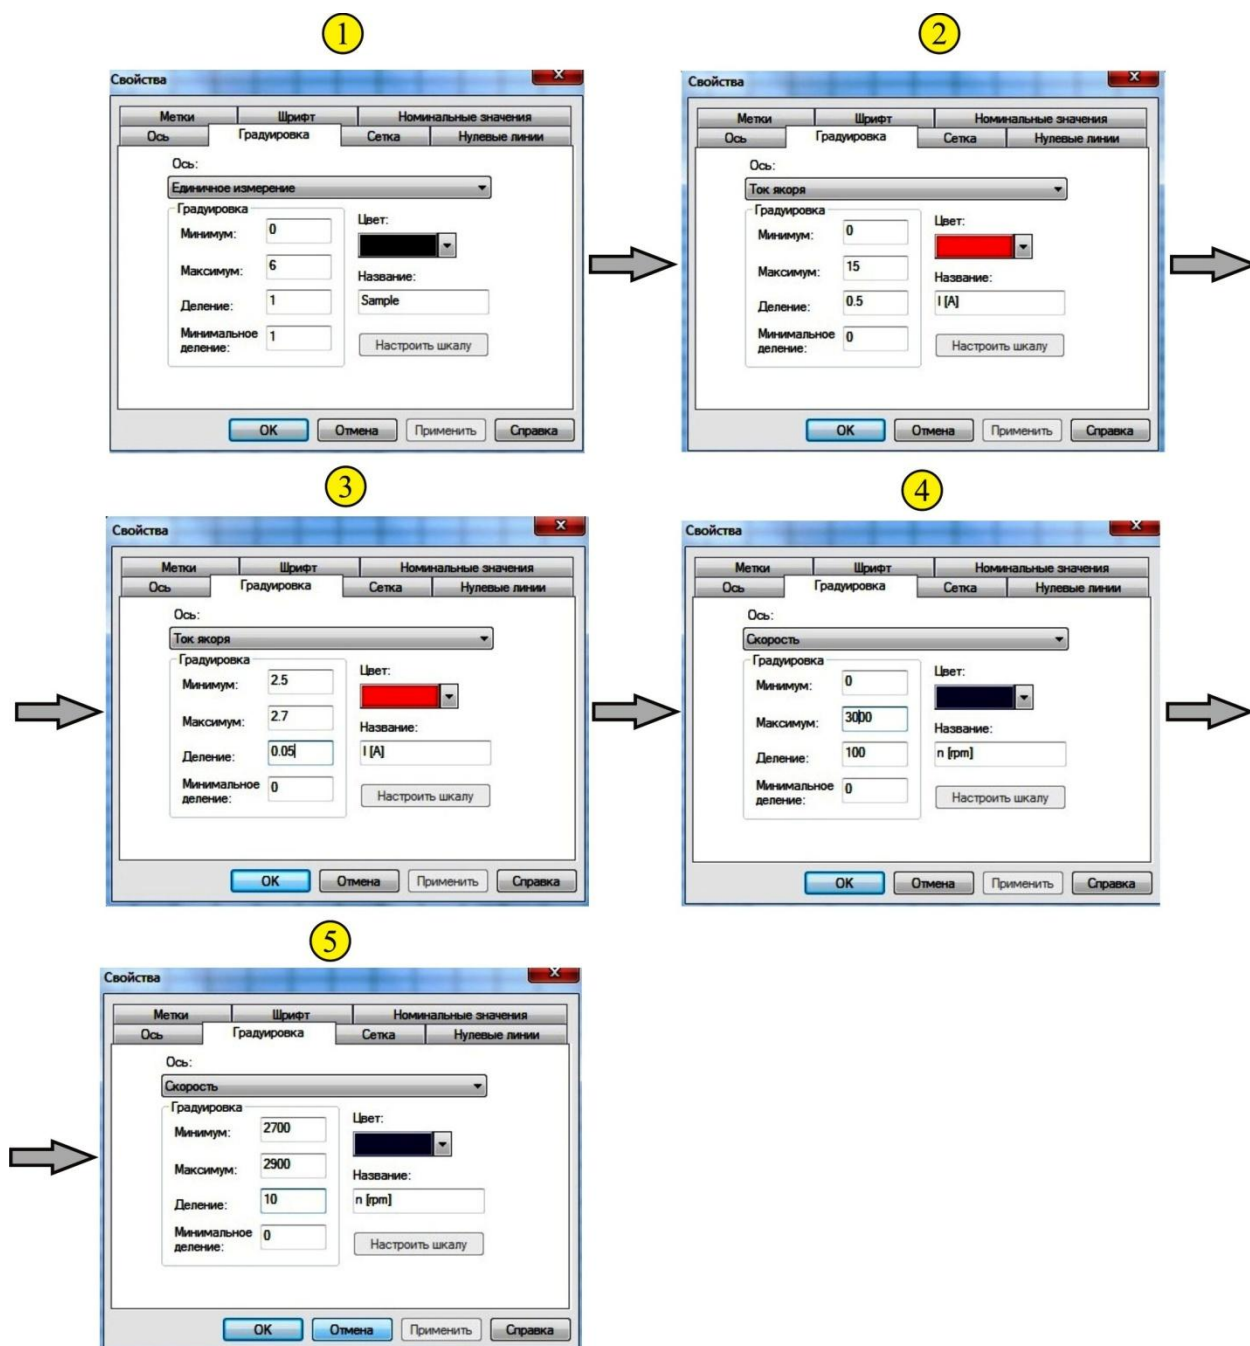 1
Свойства
Метки Шрифт Номинальные значения
Ось Градуировка Сетка Нулевые линии
Ось:
Единичное измерение
Градуировка
Минимум: 0
Максимум: 6
Деление: 1
Минимальное деление: 1
Цвет:
Название:
Sample
Настроить шкалу
OK Отмена Применить Справка
2
Свойства
Метки Шрифт Номинальные значения
Ось Градуировка Сетка Нулевые линии
Ось:
Ток якоря
Градуировка
Минимум: 0
Максимум: 15
Деление: 0.5
Минимальное деление: 0
Цвет:
Название:
I [A]
Настроить шкалу
OK Отмена Применить Справка
3
Свойства
Метки Шрифт Номинальные значения
Ось Градуировка Сетка Нулевые линии
Ось:
Ток якоря
Градуировка
Минимум: 2.5
Максимум: 2.7
Деление: 0.05
Минимальное деление: 0
Цвет:
Название:
I [A]
Настроить шкалу
OK Отмена Применить Справка
4
Свойства
Метки Шрифт Номинальные значения
Ось Градуировка Сетка Нулевые линии
Ось:
Скорость
Градуировка
Минимум: 0
Максимум: 3000
Деление: 100
Минимальное деление: 0
Цвет:
Название:
n [rpm]
Настроить шкалу
OK Отмена Применить Справка
5
Свойства
Метки Шрифт Номинальные значения
Ось Градуировка Сетка Нулевые линии
Ось:
Скорость
Градуировка
Минимум: 2700
Максимум: 2900
Деление: 10
Минимальное деление: 0
Цвет:
Название:
n [rpm]
Настроить шкалу
OK Отмена Применить Справка